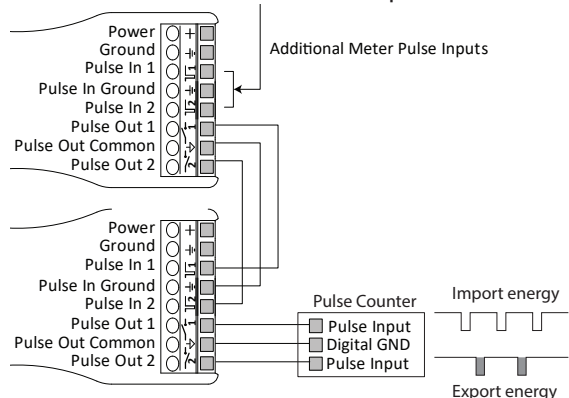 Power
Ground
Pulse In 1
Pulse In Ground
Pulse In 2
Pulse Out 1
Pulse Out Common
Pulse Out 2
Additional Meter Pulse Inputs
Power
Ground
Pulse In 1
Pulse In Ground
Pulse In 2
Pulse Out 1
Pulse Out Common
Pulse Out 2
Pulse Counter
Pulse Input
Digital GND
Pulse Input
Import energy
Export energy